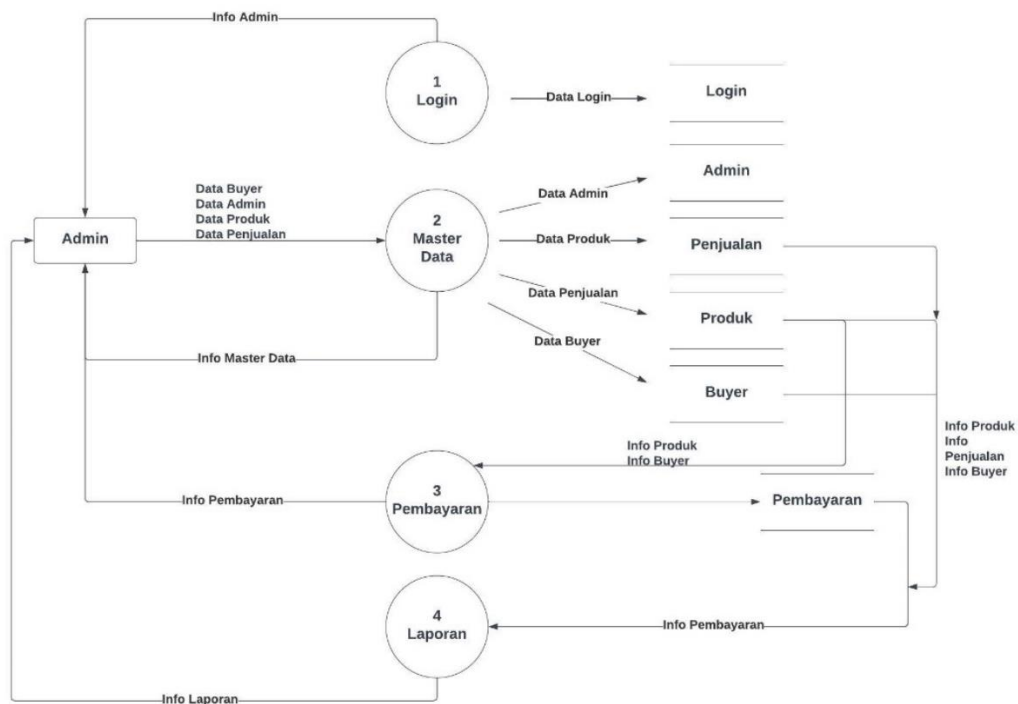 Info Admin
1
Login
Data Login
Login
Data Admin
Admin
Data Buyer
Data Admin
Data Produk
Data Penjualan
Admin
2
Master
Data
Data Produk
Penjualan
Data Penjualan
Produk
Data Buyer
Buyer
Info Master Data
Info Produk
Info Buyer
Info Produk
Info
Penjualan
Info Buyer
Info Pembayaran
3
Pembayaran
Pembayaran
4
Laporan
Info Pembayaran
Info Laporan